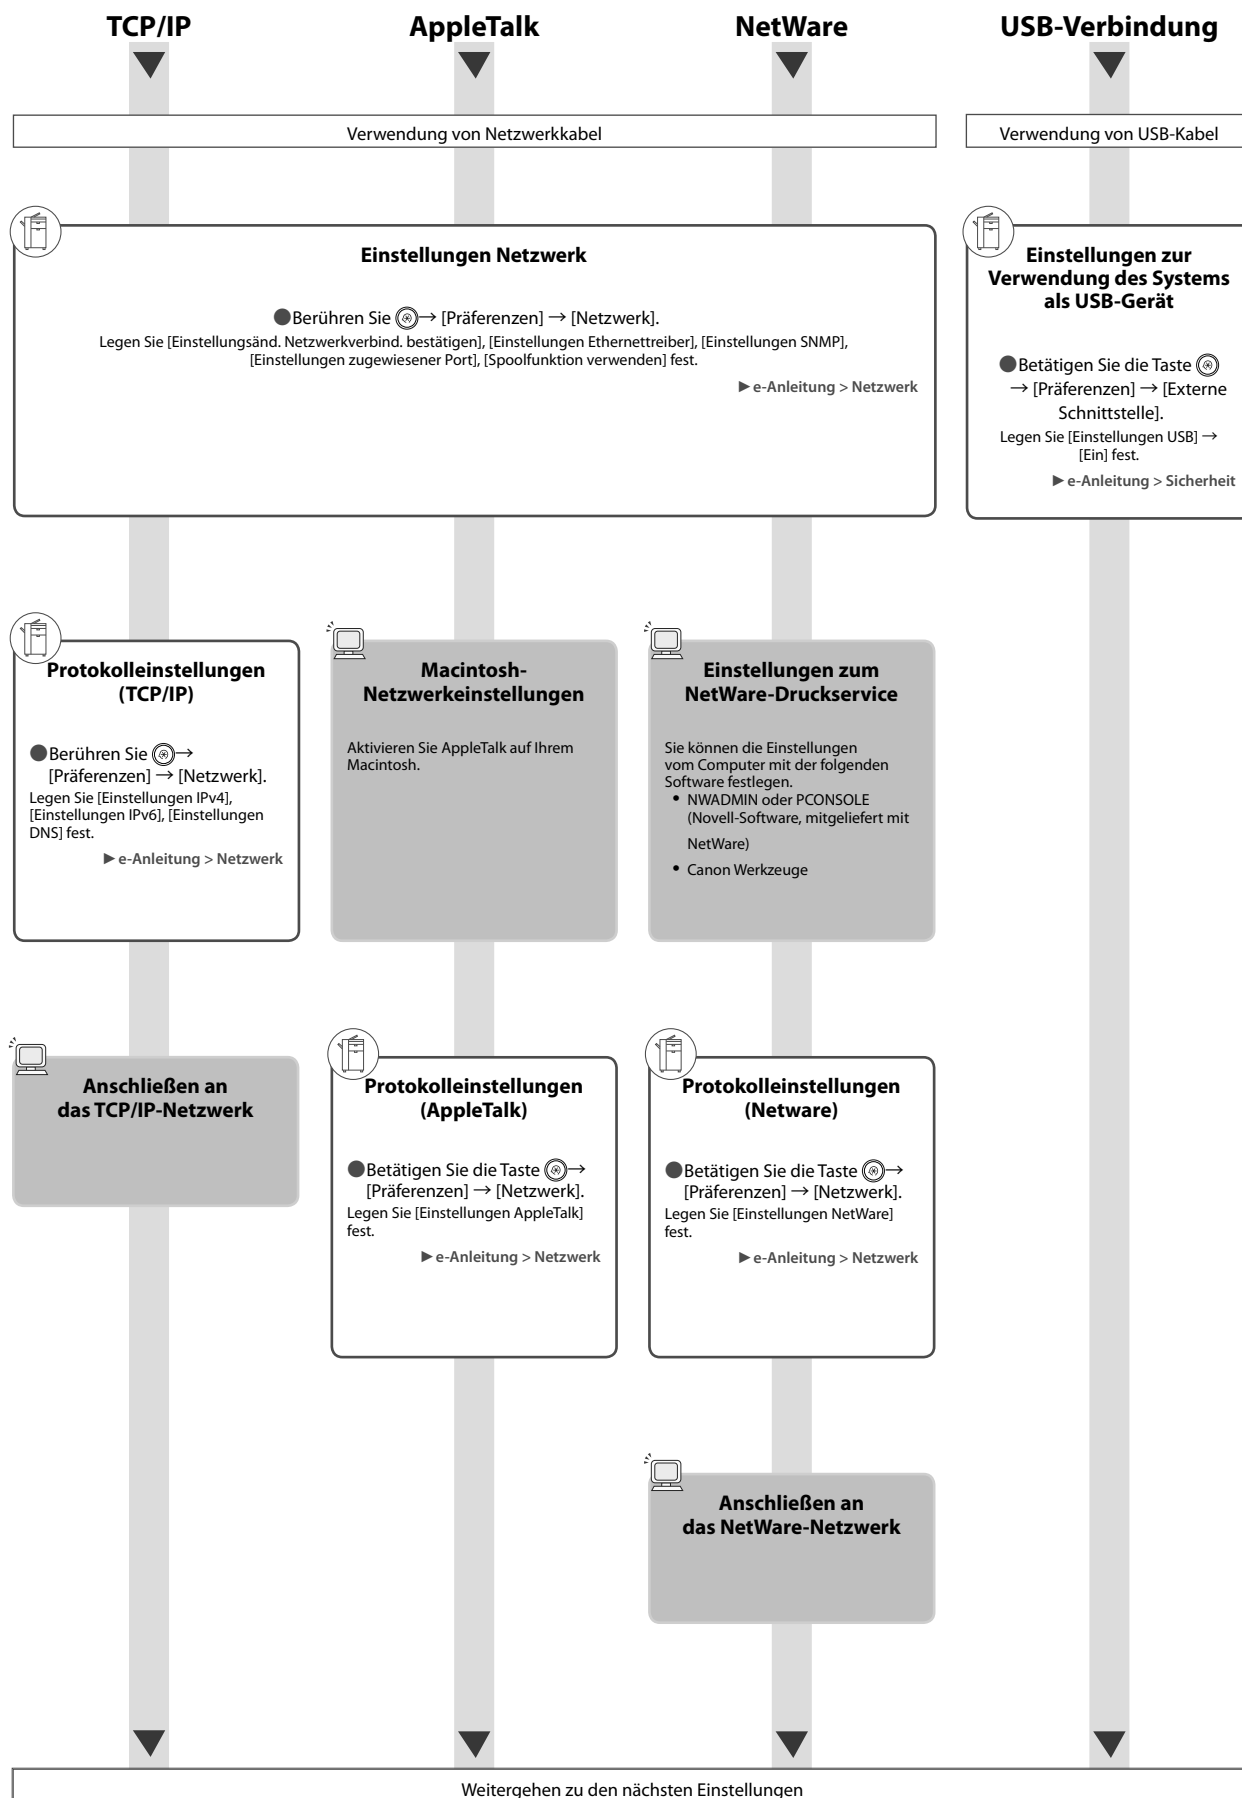 TCP/IP
AppleTalk
NetWare
USB-Verbindung
Verwendung von Netzwerkkabel
Verwendung von USB-Kabel
Einstellungen Netzwerk
●Berühren Sie → [Präferenzen] → [Netzwerk].
Legen Sie [Einstellungsänd. Netzwerkverbind. bestätigen], [Einstellungen Ethernettreiber], [Einstellungen SNMP],
[Einstellungen zugewiesener Port], [Spoolfunktion verwenden] fest.
►e-Anleitung > Netzwerk
Einstellungen zur
Verwendung des Systems
als USB-Gerät
●Betätigen Sie die Taste
→ [Präferenzen] → [Externe
Schnittstelle].
Legen Sie [Einstellungen USB] →
[Ein] fest.
►e-Anleitung > Sicherheit
Protokolleinstellungen
(TCP/IP)
●Berühren Sie →
[Präferenzen] → [Netzwerk].
Legen Sie [Einstellungen IPv4],
[Einstellungen IPv6], [Einstellungen
DNS] fest.
►e-Anleitung > Netzwerk
Macintosh-
Netzwerkeinstellungen
Aktivieren Sie AppleTalk auf Ihrem
Macintosh.
Einstellungen zum
NetWare-Druckservice
Sie können die Einstellungen
vom Computer mit der folgenden
Software festlegen.
• NWADMIN oder PCONSOLE
(Novell-Software, mitgeliefert mit
NetWare)
• Canon Werkzeuge
Anschließen an
das TCP/IP-Netzwerk
Protokolleinstellungen
(AppleTalk)
●Betätigen Sie die Taste →
[Präferenzen] → [Netzwerk].
Legen Sie [Einstellungen AppleTalk]
fest.
►e-Anleitung > Netzwerk
Protokolleinstellungen
(Netware)
●Betätigen Sie die Taste →
[Präferenzen] → [Netzwerk].
Legen Sie [Einstellungen NetWare]
fest.
►e-Anleitung > Netzwerk
Anschließen an
das NetWare-Netzwerk
Weitergehen zu den nächsten Einstellungen